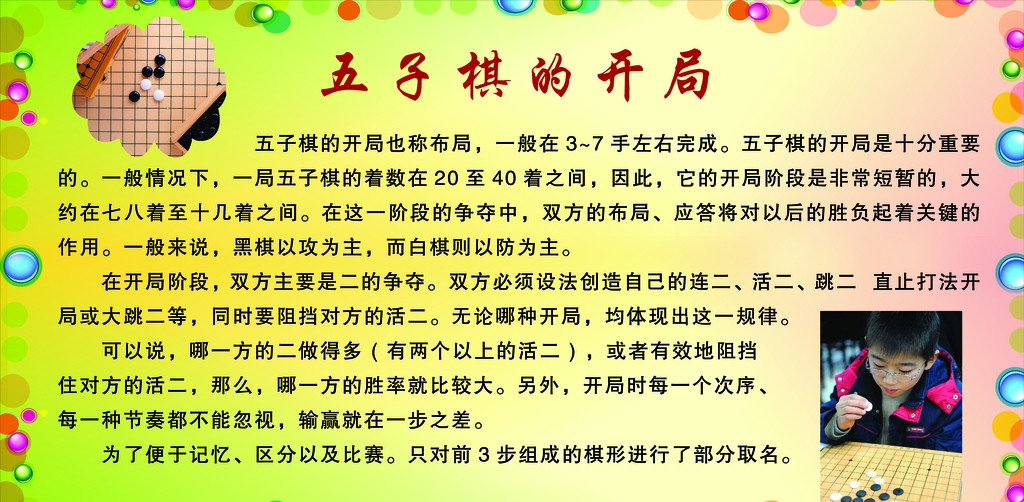 五子棋的开局
五子棋的开局也称布局，一般在 3~7 手左右完成。五子棋的开局是十分重要
的。一般情况下，一局五子棋的着数在 20 至 40 着之间，因此，它的开局阶段是非常短暂的，大
约在七八着至十几着之间。在这一阶段的争夺中，双方的布局、应答将对以后的胜负起着关键的
作用。一般来说，黑棋以攻为主，而白棋则以防为主。
在开局阶段，双方主要是二的争夺。双方必须设法创造自己的连二、活二、跳二 直止打法开
局或大跳二等，同时要阻挡对方的活二。无论哪种开局，均体现出这一规律。
可以说，哪一方的二做得多（有两个以上的活二），或者有效地阻挡
住对方的活二，那么，哪一方的胜率就比较大。另外，开局时每一个次序、
每一种节奏都不能忽视，输赢就在一步之差。
为了便于记忆、区分以及比赛。只对前 3 步组成的棋形进行了部分取名。